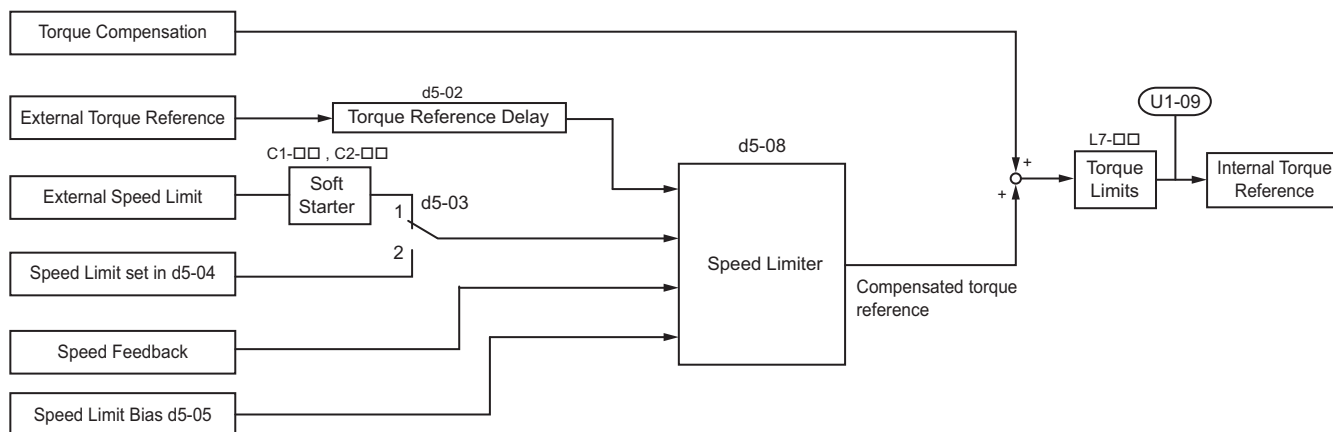 Torque Compensation
External Torque Reference
d5-02
Torque Reference Delay
U1-09
C1-□□ , C2-□□
External Speed Limit
Soft
Starter
1
d5-03
2
Speed Limit set in d5-04
d5-08
Speed Limiter
+
+
L7-□□
Torque
Limits
Internal Torque
Reference
Compensated torque
reference
Speed Feedback
Speed Limit Bias d5-05